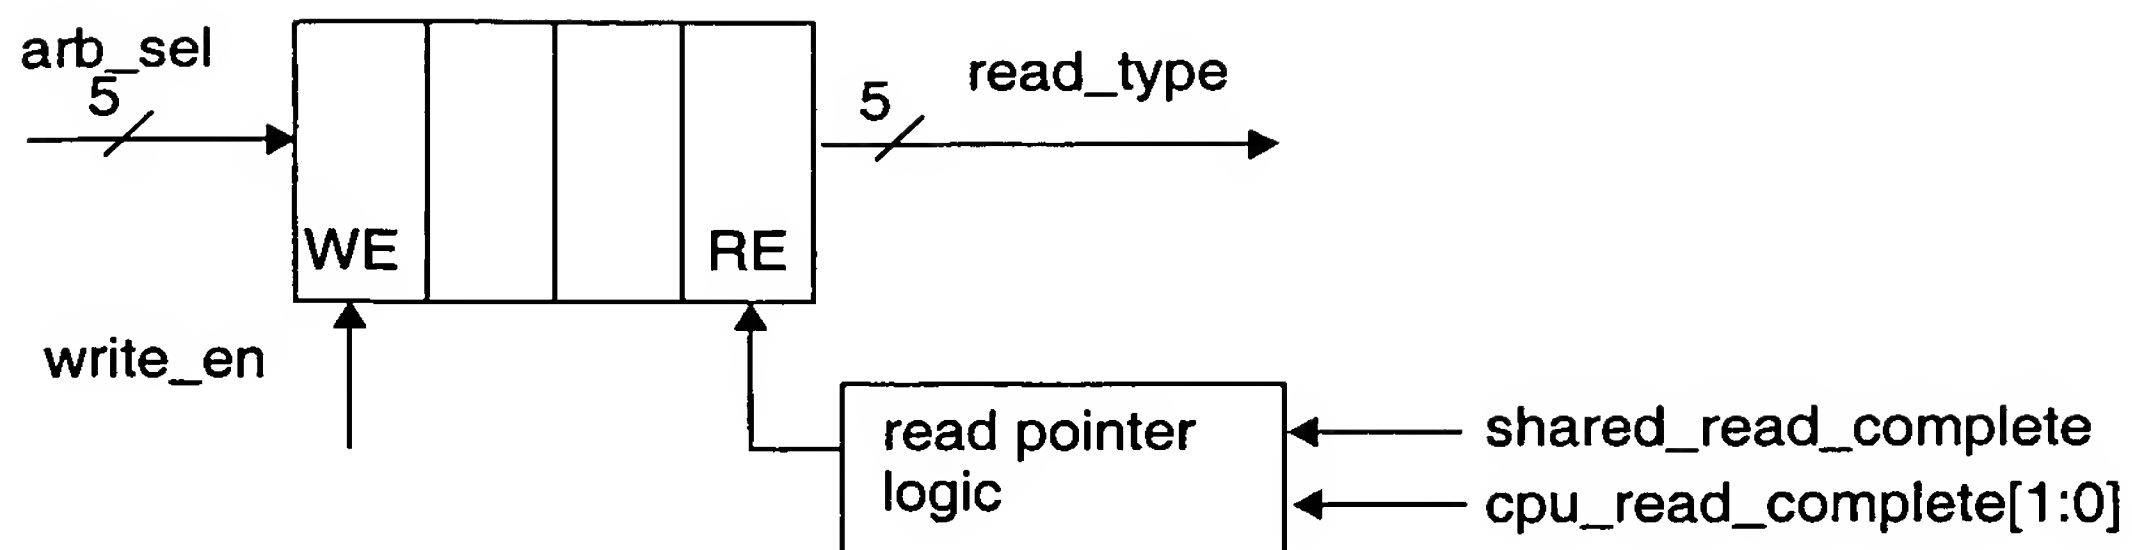 arb_sel
5
5
read_type
WE
RE
write_en
read pointer
logic
shared_read_complete
cpu_read_complete[1:0]